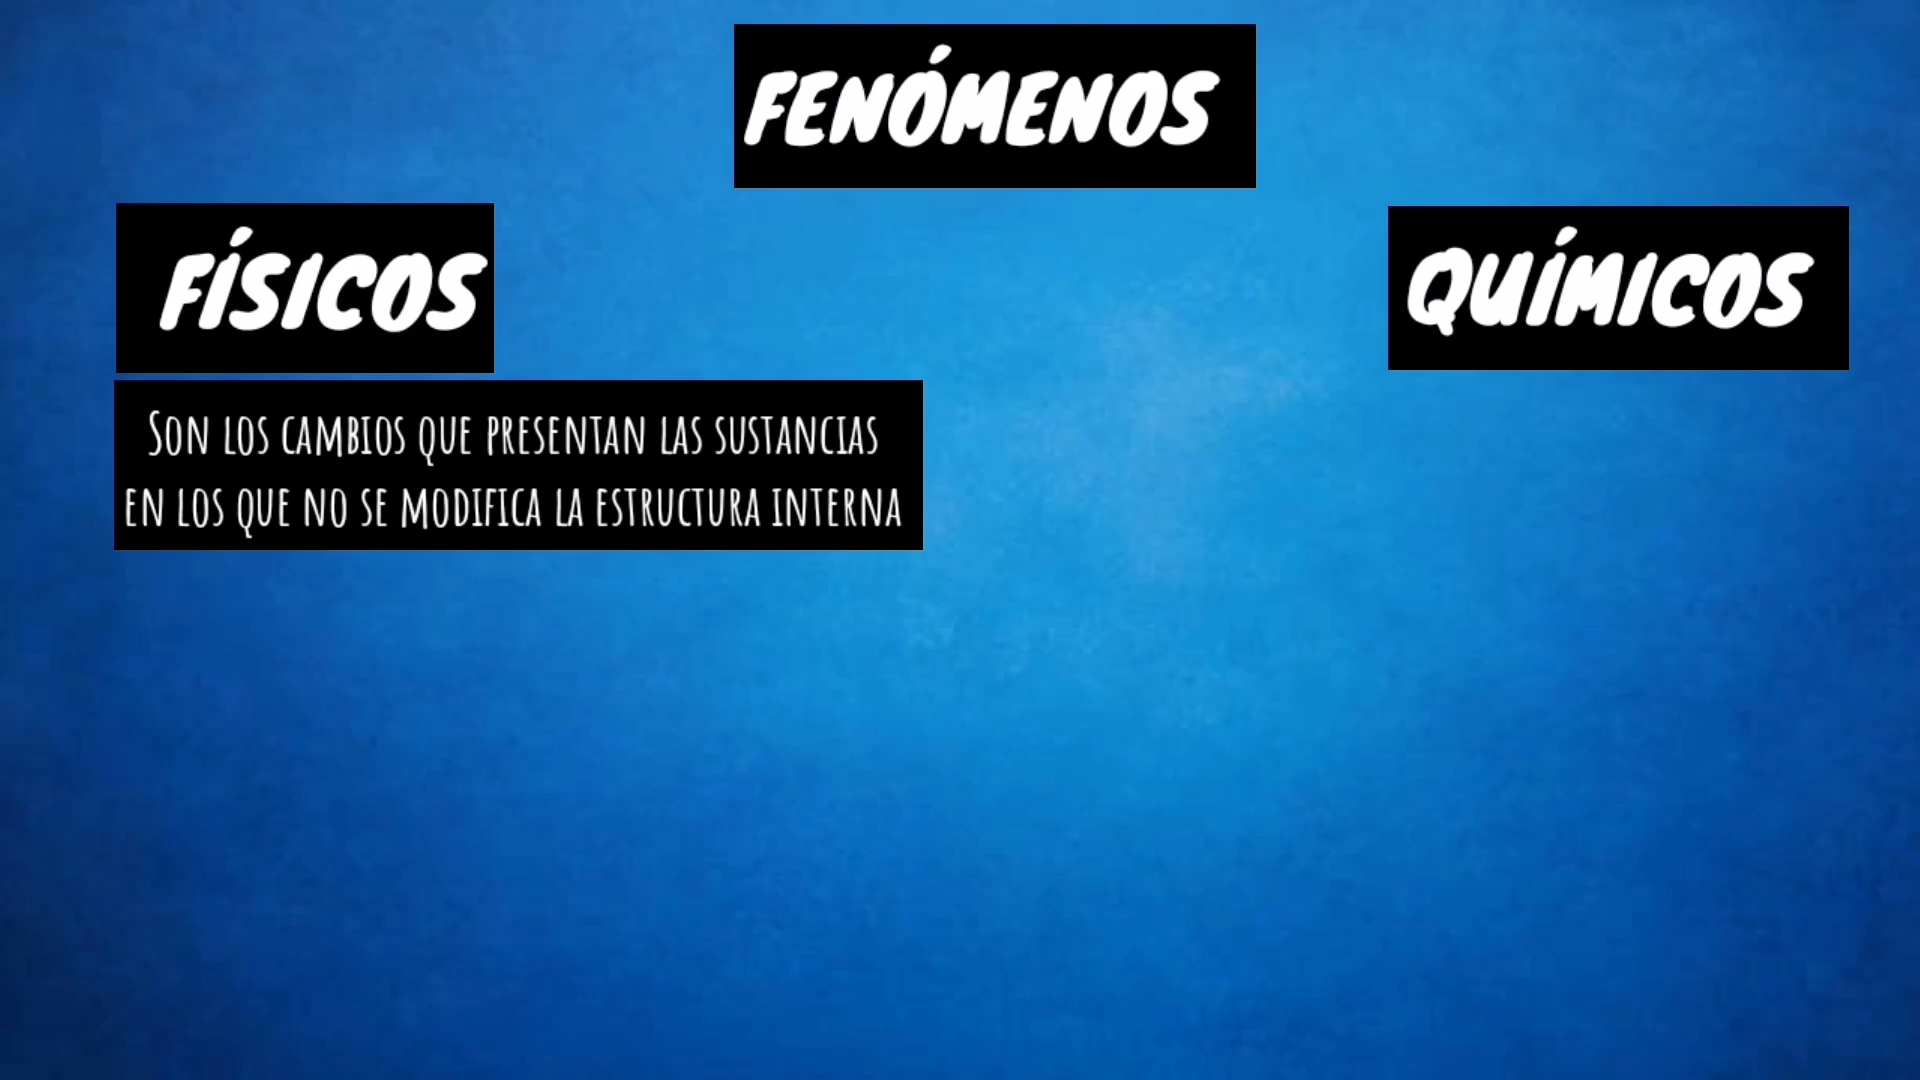 FENÓMENOS
FÍSICOS
QUÍMICOS
Son los cambios que presentan las sustancias
en los que no se modifica la estructura interna